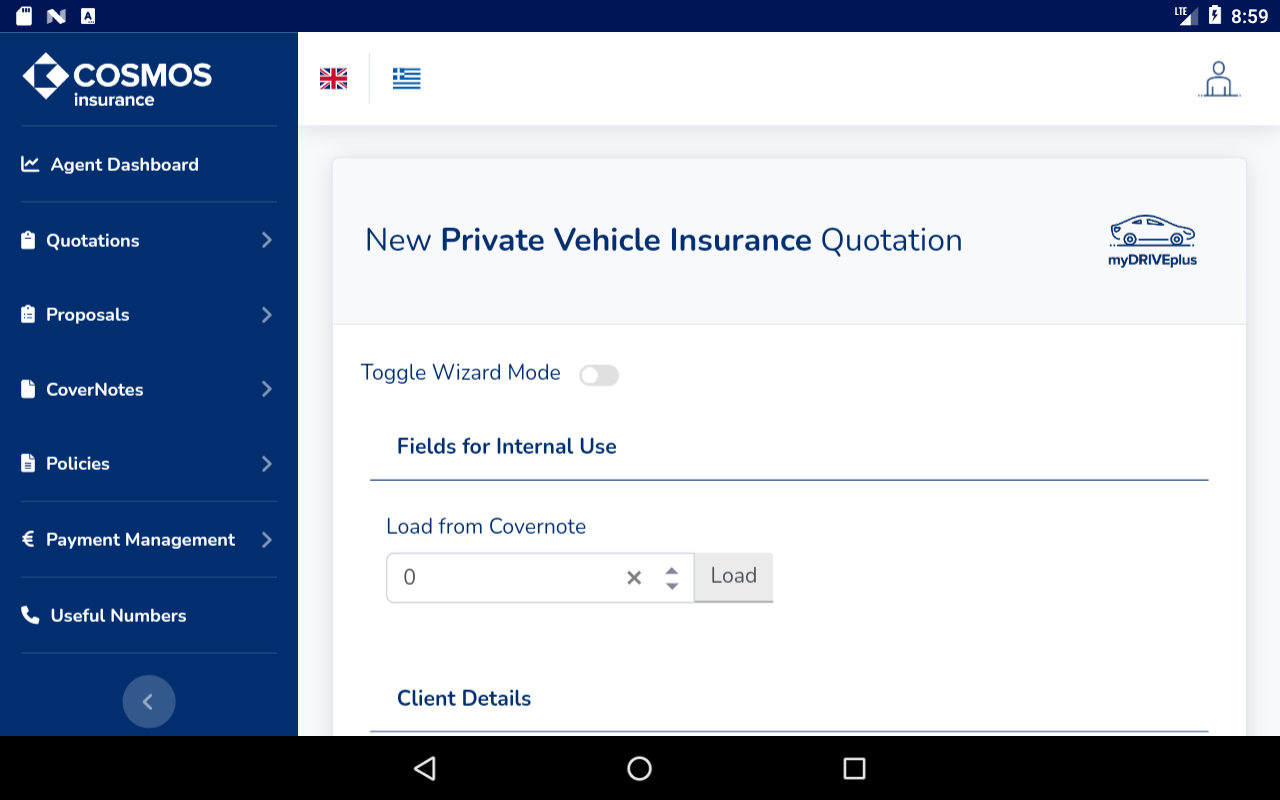 LTE 8:59
COSMOS
insurance
Agent Dashboard
Quotations
Proposals
CoverNotes
Policies
Payment Management
Useful Numbers
New Private Vehicle Insurance Quotation
myDRIVEplus
Toggle Wizard Mode
Fields for Internal Use
Load from Covernote
0
Load
Client Details